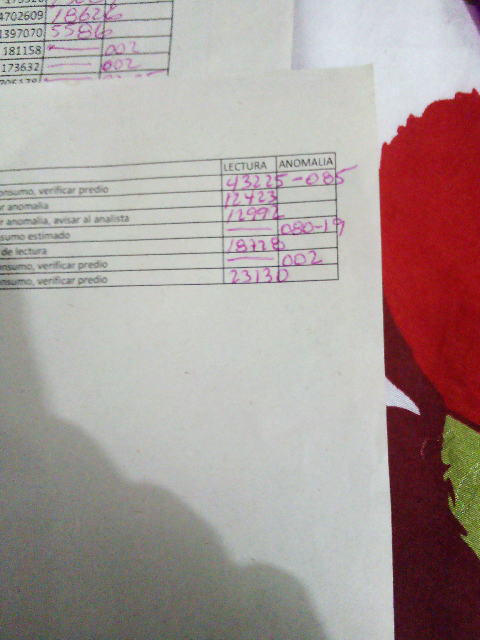 4702609 18626
1397070 5586
181158 — 002
173632 — 002
LECTURA ANOMALIA
onsumo, verificar predio 43225 -085
r anomalia 12423
r anomalia, avisar al analista 12992
sumo estimado — 080-19
de lectura 18778
onsumo, verificar predio — 002
onsumo, verificar predio 23130